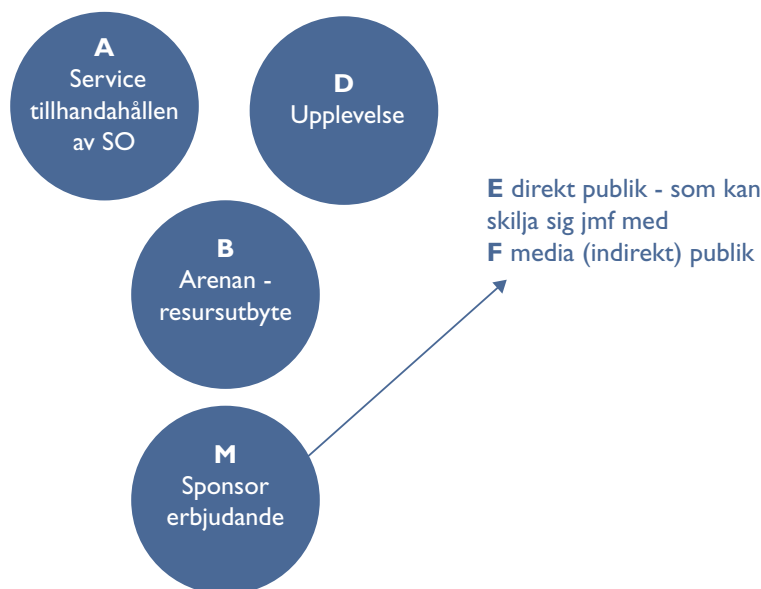 A
Service
tillhandahållen
av SO
D
Upplevelse
E direkt publik - som kan
skilja sig jmf med
F media (indirekt) publik
B
Arenan -
resursutbyte
M
Sponsor
erbjudande